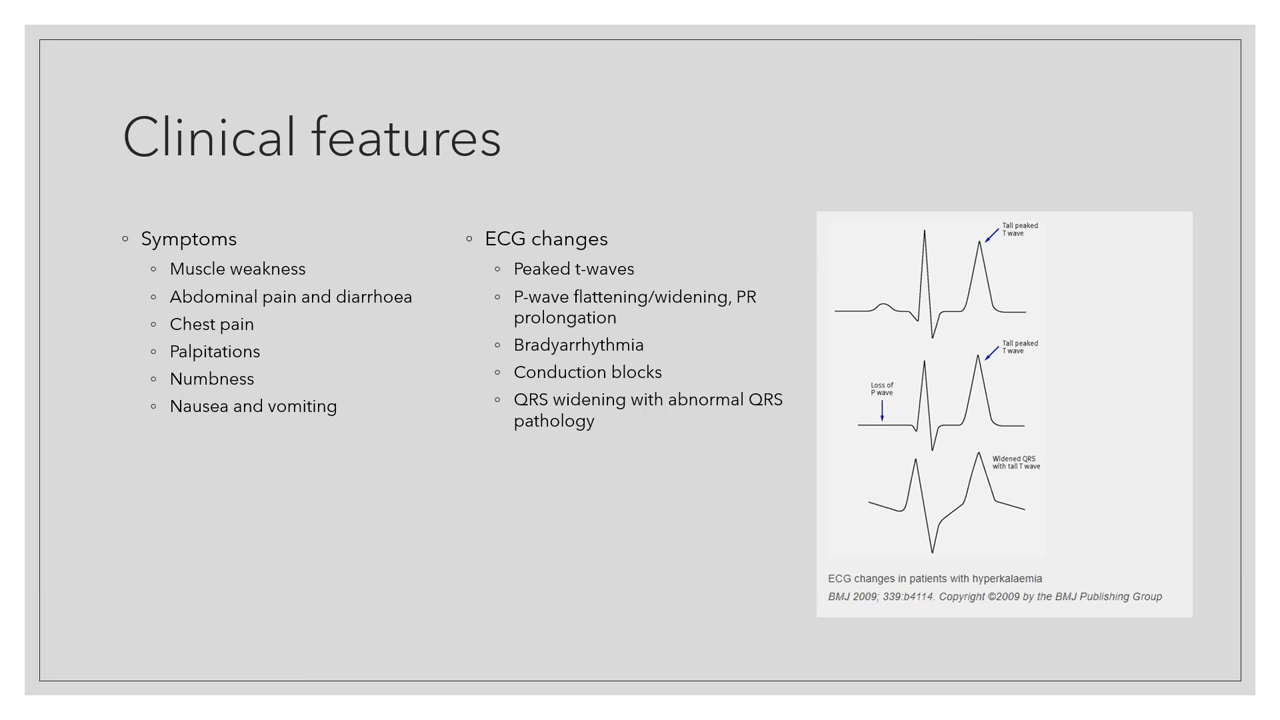 Clinical features
◦ Symptoms
◦ Muscle weakness
◦ Abdominal pain and diarrhoea
◦ Chest pain
◦ Palpitations
◦ Numbness
◦ Nausea and vomiting
◦ ECG changes
◦ Peaked t-waves
◦ P-wave flattening/widening, PR
prolongation
◦ Bradyarrhythmia
◦ Conduction blocks
◦ QRS widening with abnormal QRS
pathology
Tall peaked
T wave
Tall peaked
T wave
Loss of
P wave
Widened QRS
with tall T wave
ECG changes in patients with hyperkalaemia
BMJ 2009; 339:b4114. Copyright ©2009 by the BMJ Publishing Group